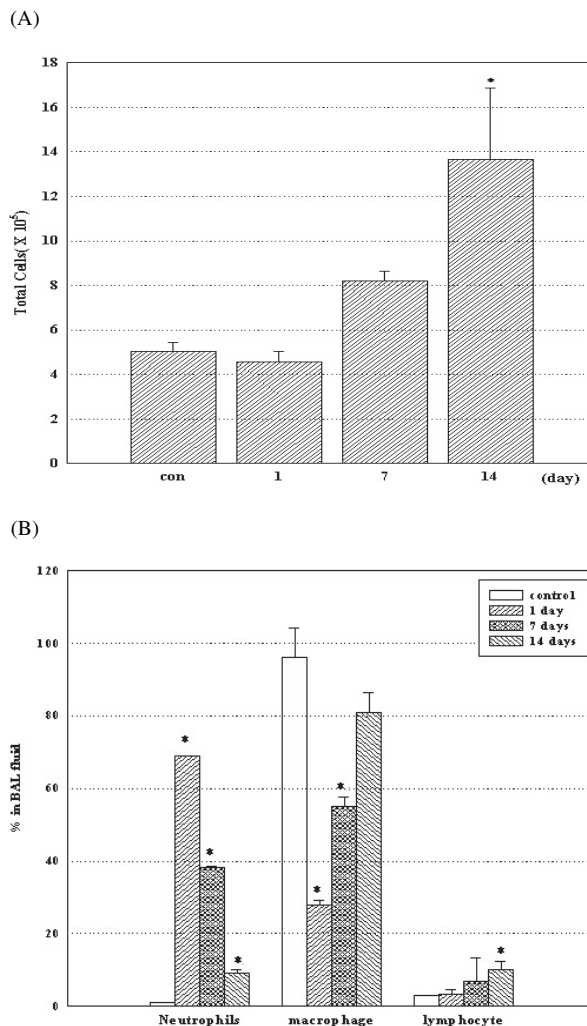 (A)
18
16
14
12
10
8
6
4
2
0
Total Cells( X 10⁵)
*
con 1 7 14 (day)
(B)
120
100
80
60
40
20
0
% in BAL fluid
control
1 day
7 days
14 days
* * *
* *
*
Neutrophils macrophage lymphocyte